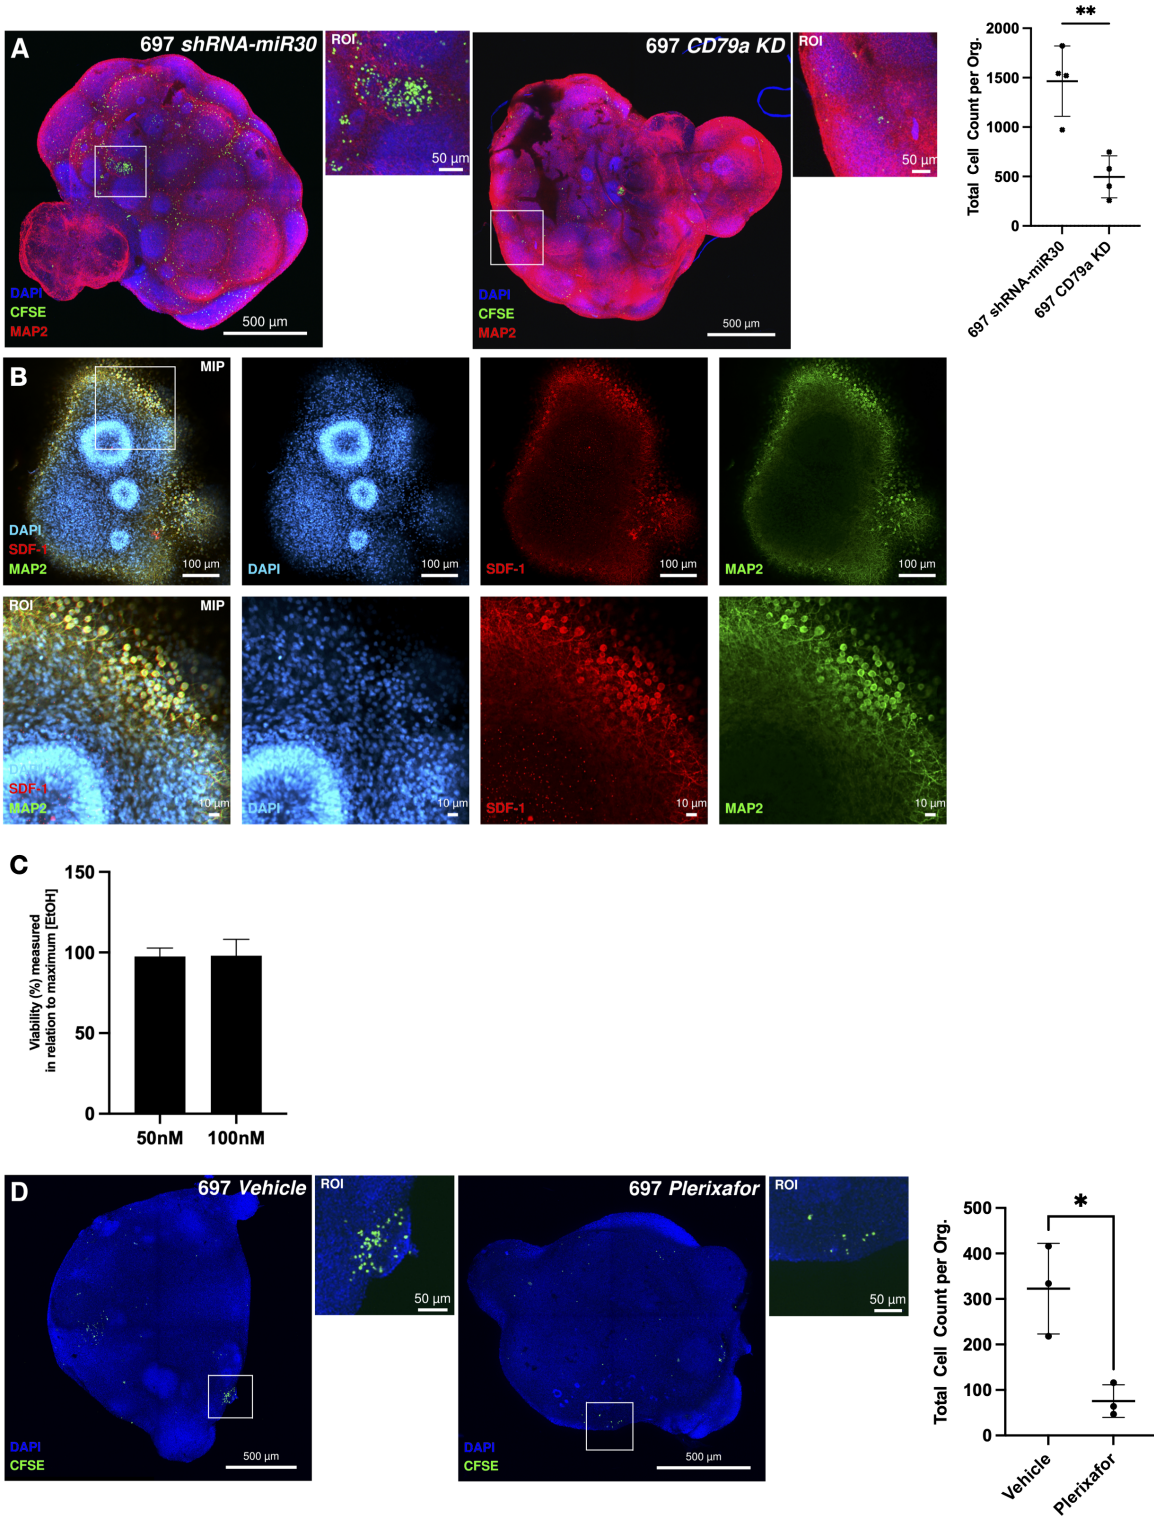 A
697 shRNA-miR30
DAPI
CFSE
MAP2
500 µm
ROI
50 µm
697 CD79a KD
DAPI
CFSE
MAP2
500 µm
ROI
50 µm
Total Cell Count per Org.
2000
1500
1000
500
0
**
697 shRNA-miR30
697 CD79a KD
B
MIP
DAPI
SDF-1
MAP2
100 µm
DAPI
100 µm
SDF-1
100 µm
MAP2
100 µm
ROI
MIP
DAPI
SDF-1
MAP2
10 µm
DAPI
10 µm
SDF-1
10 µm
MAP2
10 µm
C
Viability (%) measured
in relation to maximum [EtOH]
150
100
50
0
50nM
100nM
D
697 Vehicle
DAPI
CFSE
500 µm
ROI
50 µm
697 Plerixafor
DAPI
CFSE
500 µm
ROI
50 µm
Total Cell Count per Org.
500
400
300
200
100
0
*
Vehicle
Plerixafor